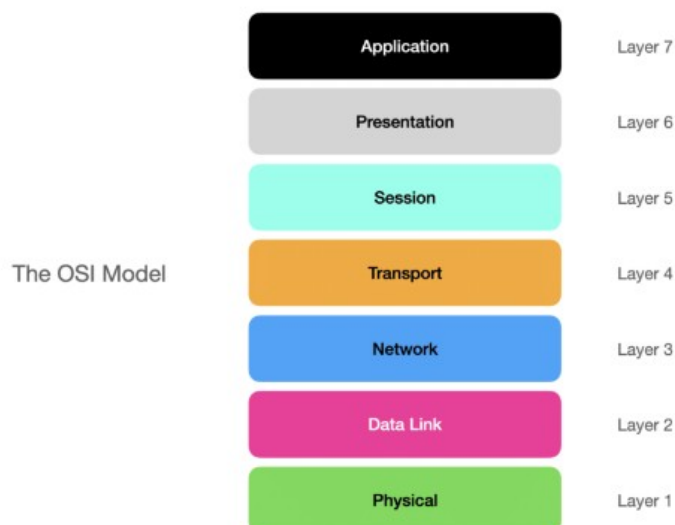 Application Layer 7
Presentation Layer 6
Session Layer 5
The OSI Model Transport Layer 4
Network Layer 3
Data Link Layer 2
Physical Layer 1